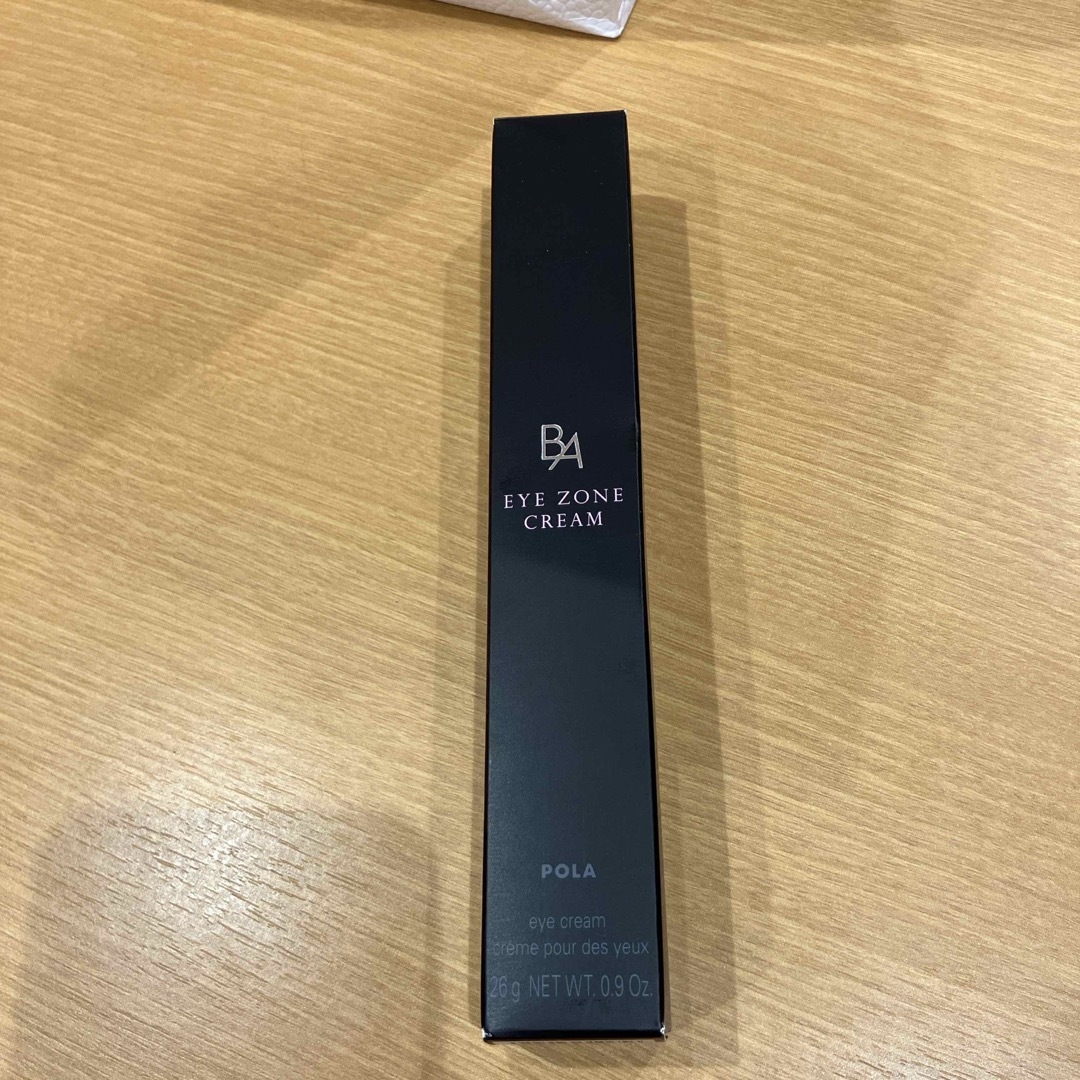 BA
EYE ZONE
CREAM
POLA
eye cream
crème pour des yeux
26 g NET WT. 0.9 Oz.